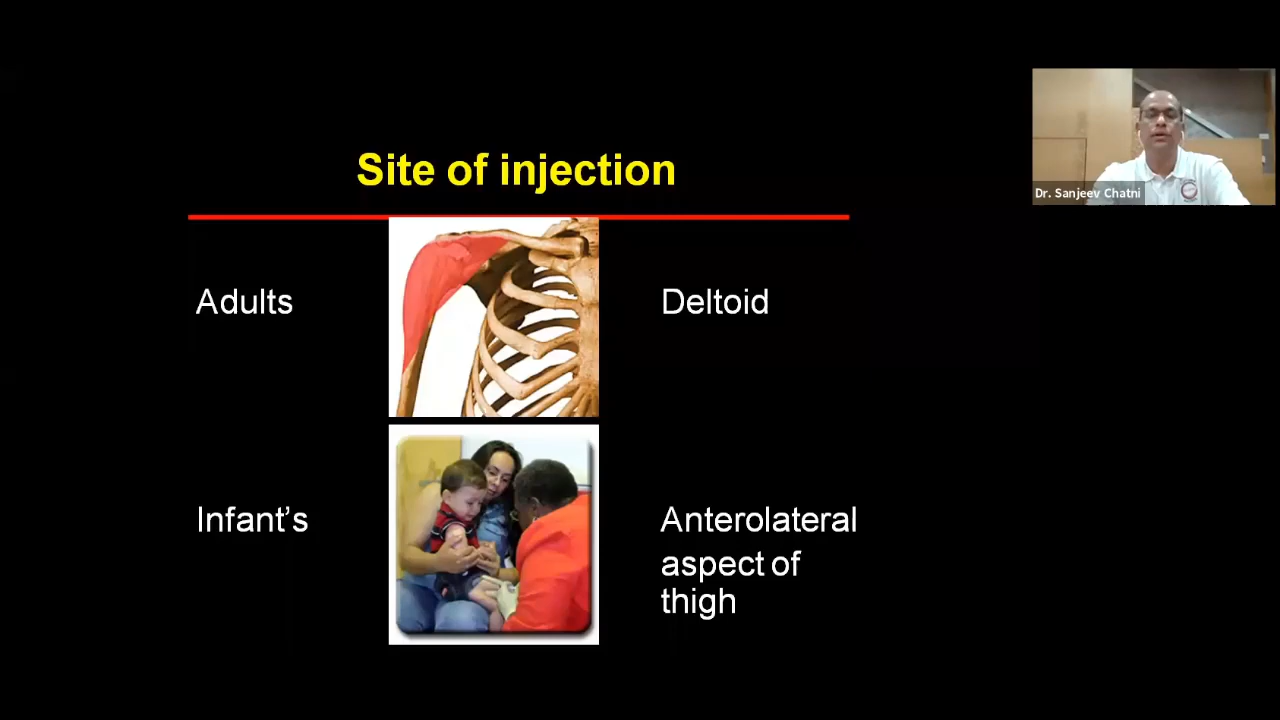 Site of injection
Adults
Deltoid
Infant’s
Anterolateral
aspect of
thigh
Dr. Sanjeev Chatni